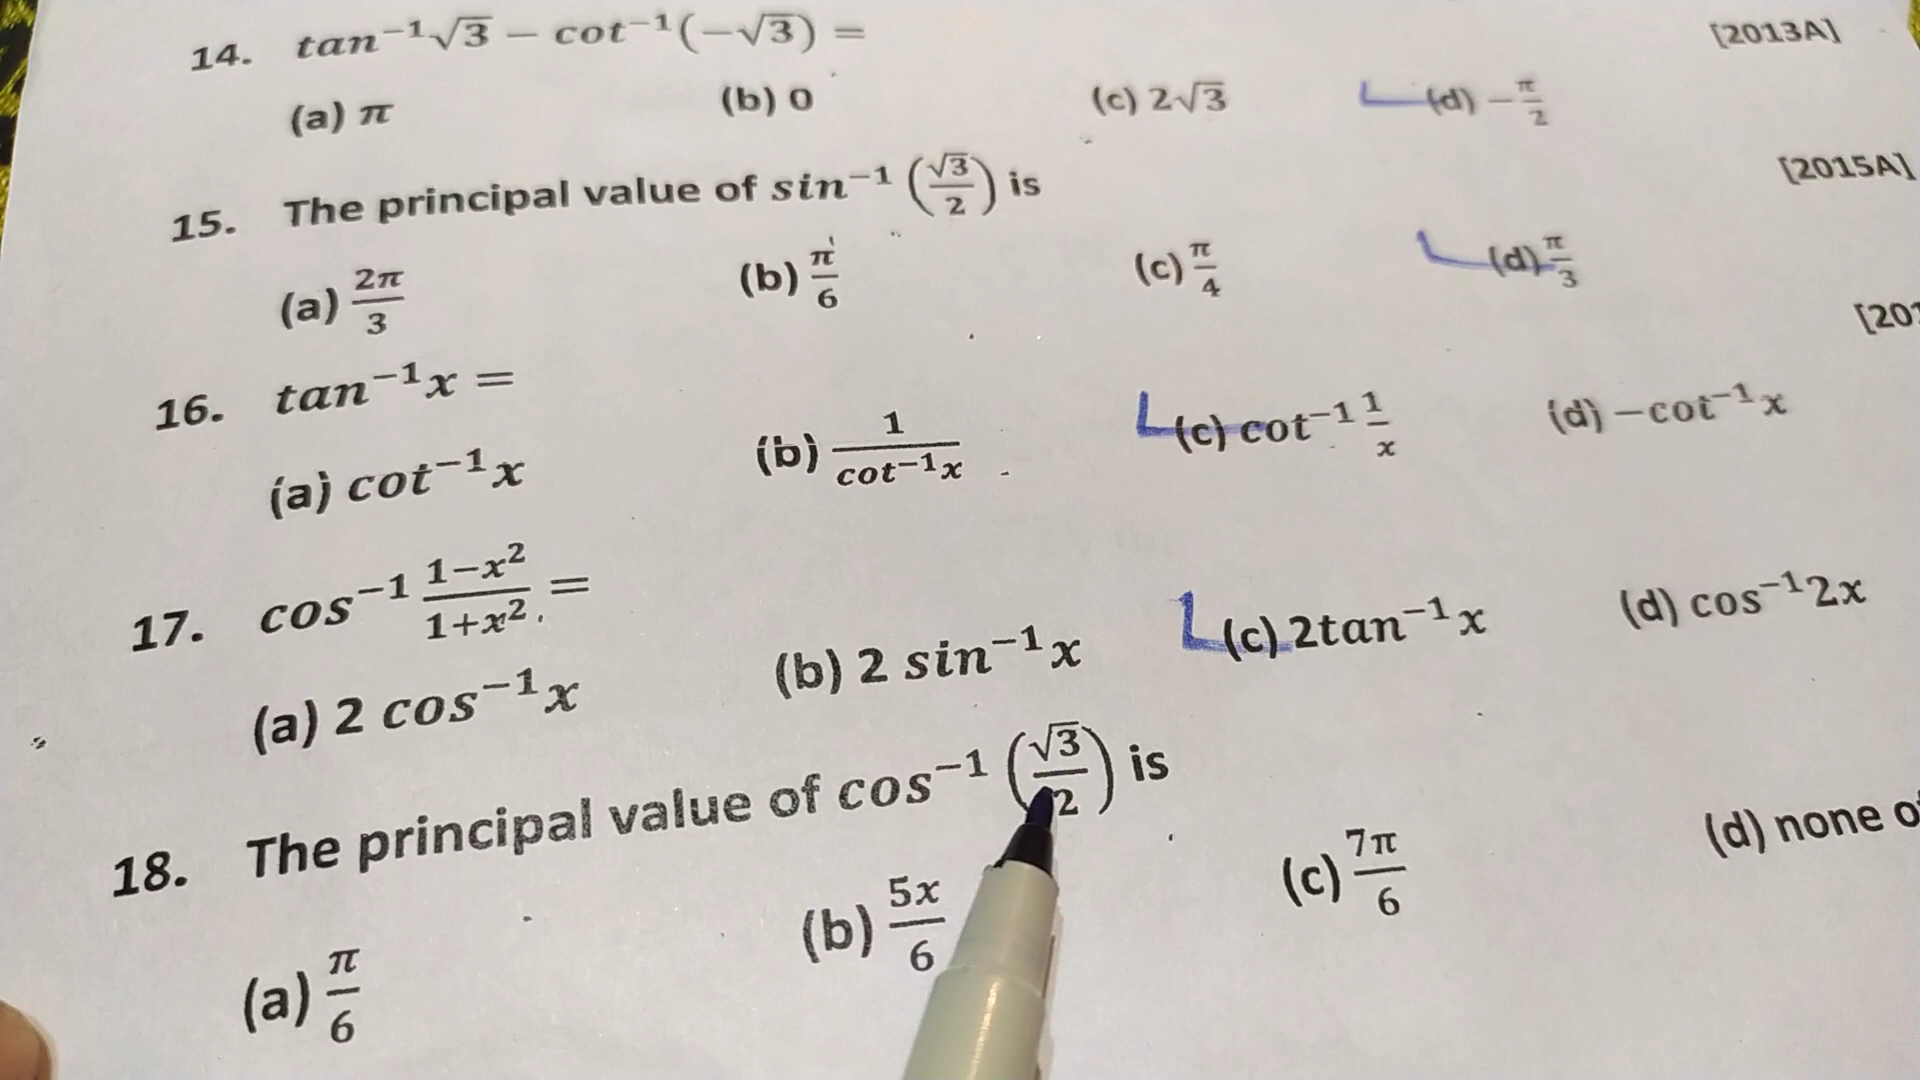 14. tan⁻¹√3 − cot⁻¹(−√3) = [2013A]
(a) π (b) 0 (c) 2√3 (d) −π/2
15. The principal value of sin⁻¹ (√3/2) is [2015A]
(a) 2π/3 (b) π/6 (c) π/4 (d) π/3
16. tan⁻¹x = [201
(a) cot⁻¹x (b) 1/cot⁻¹x (c) cot⁻¹ 1/x (d) −cot⁻¹x
17. cos⁻¹ 1−x²/1+x² =
(a) 2 cos⁻¹x (b) 2 sin⁻¹x (c) 2tan⁻¹x (d) cos⁻¹2x
18. The principal value of cos⁻¹ (√3/2) is
(a) π/6 (b) 5x/6 (c) 7π/6 (d) none o